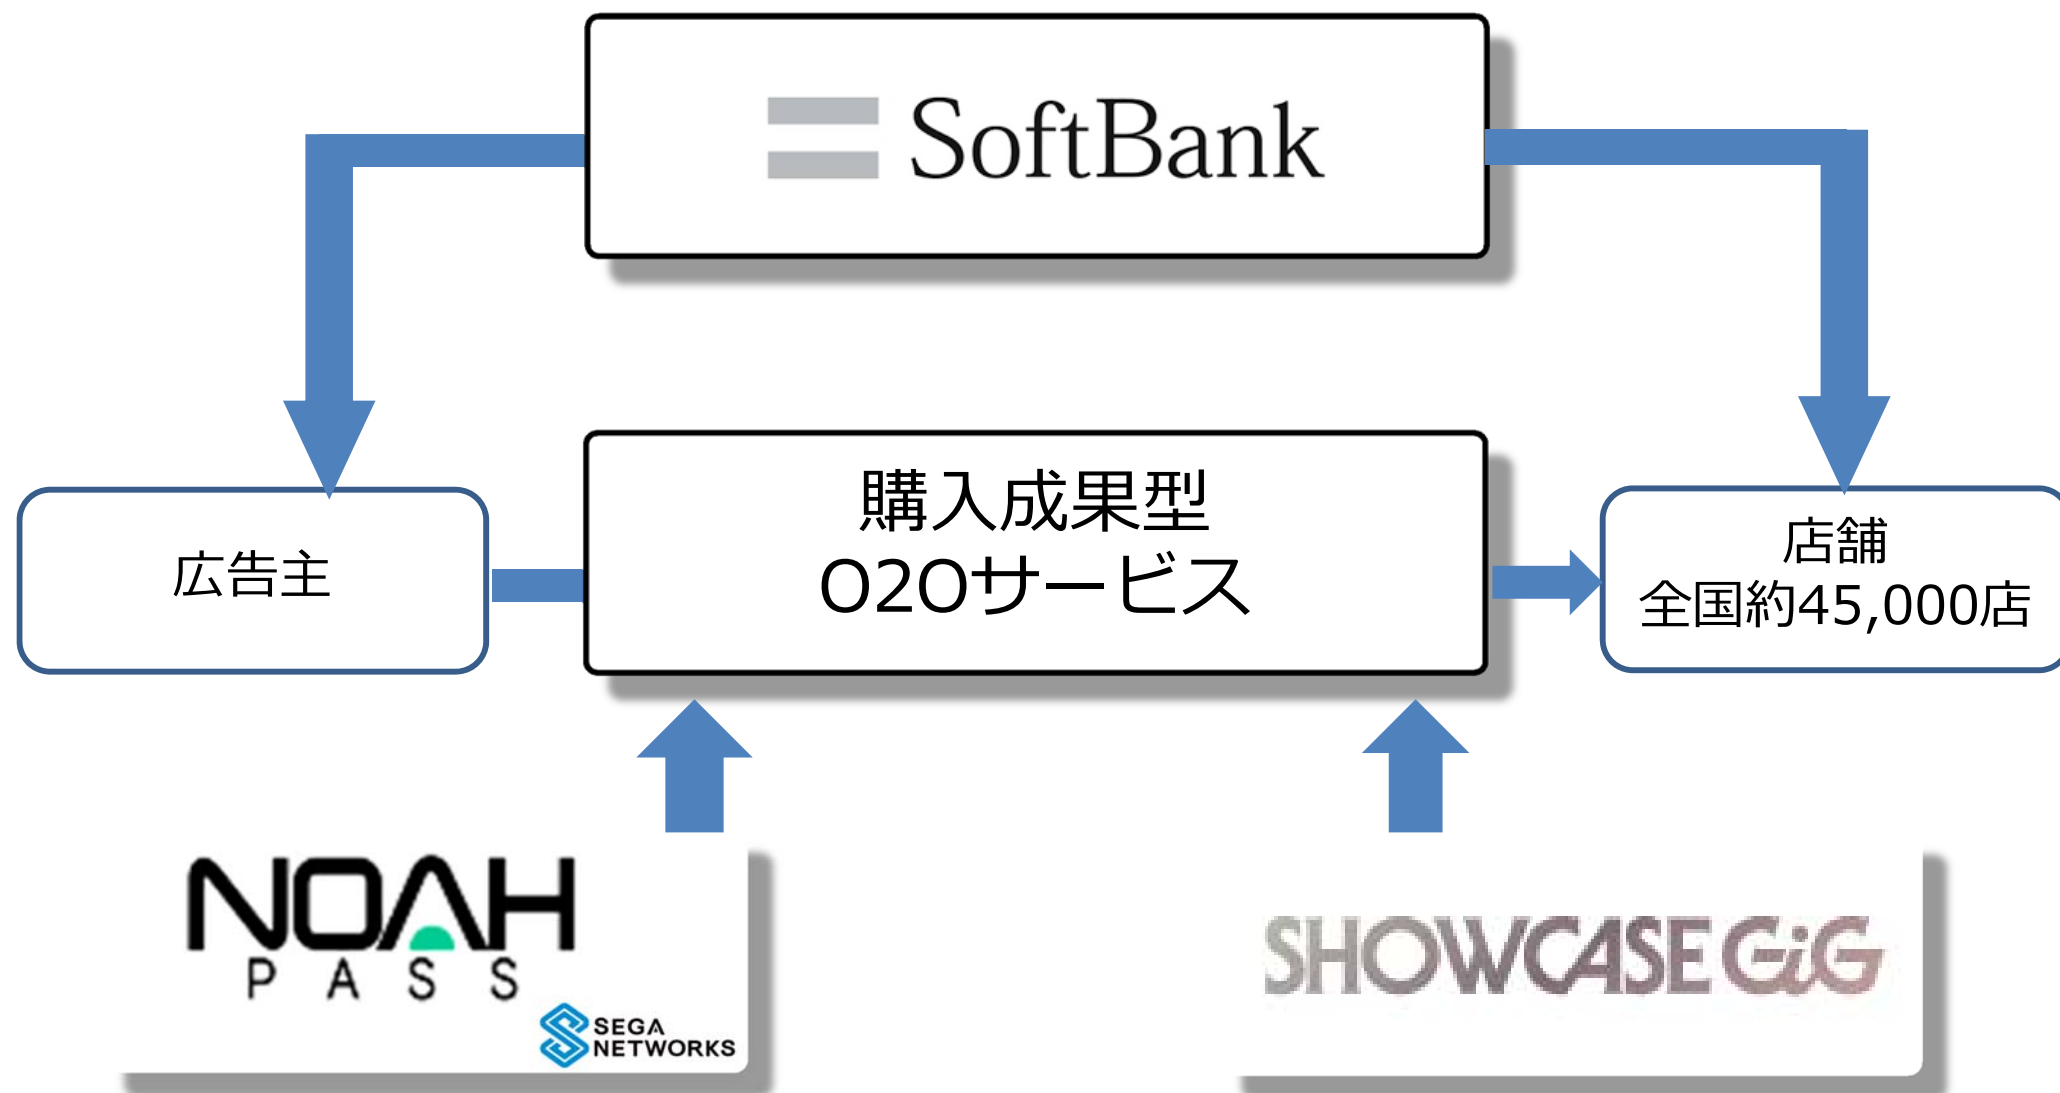 SoftBank
広告主
購入成果型
O2Oサービス
店舗
全国約45,000店
NOAH
PASS
SEGA
NETWORKS
SHOWCASE GiG